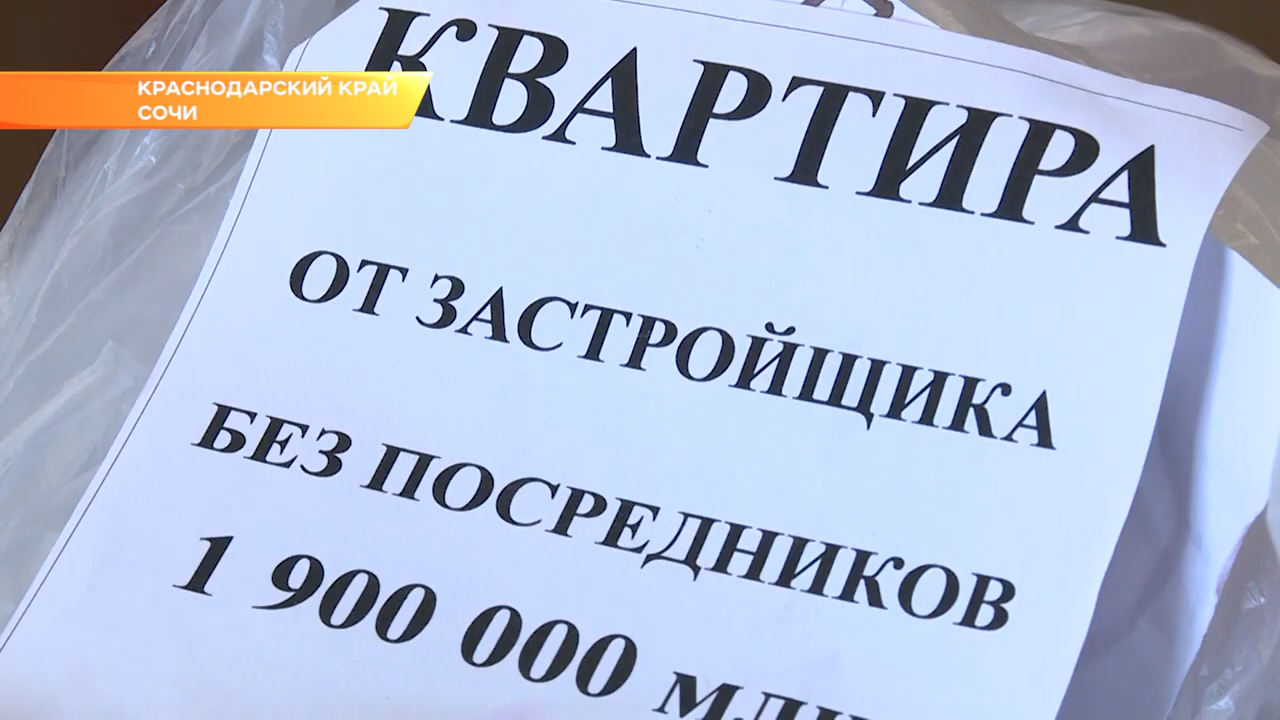 КРАСНОДАРСКИЙ КРАЙ
СОЧИ
КВАРТИРА
ОТ ЗАСТРОЙЩИКА
БЕЗ ПОСРЕДНИКОВ
1 900 000